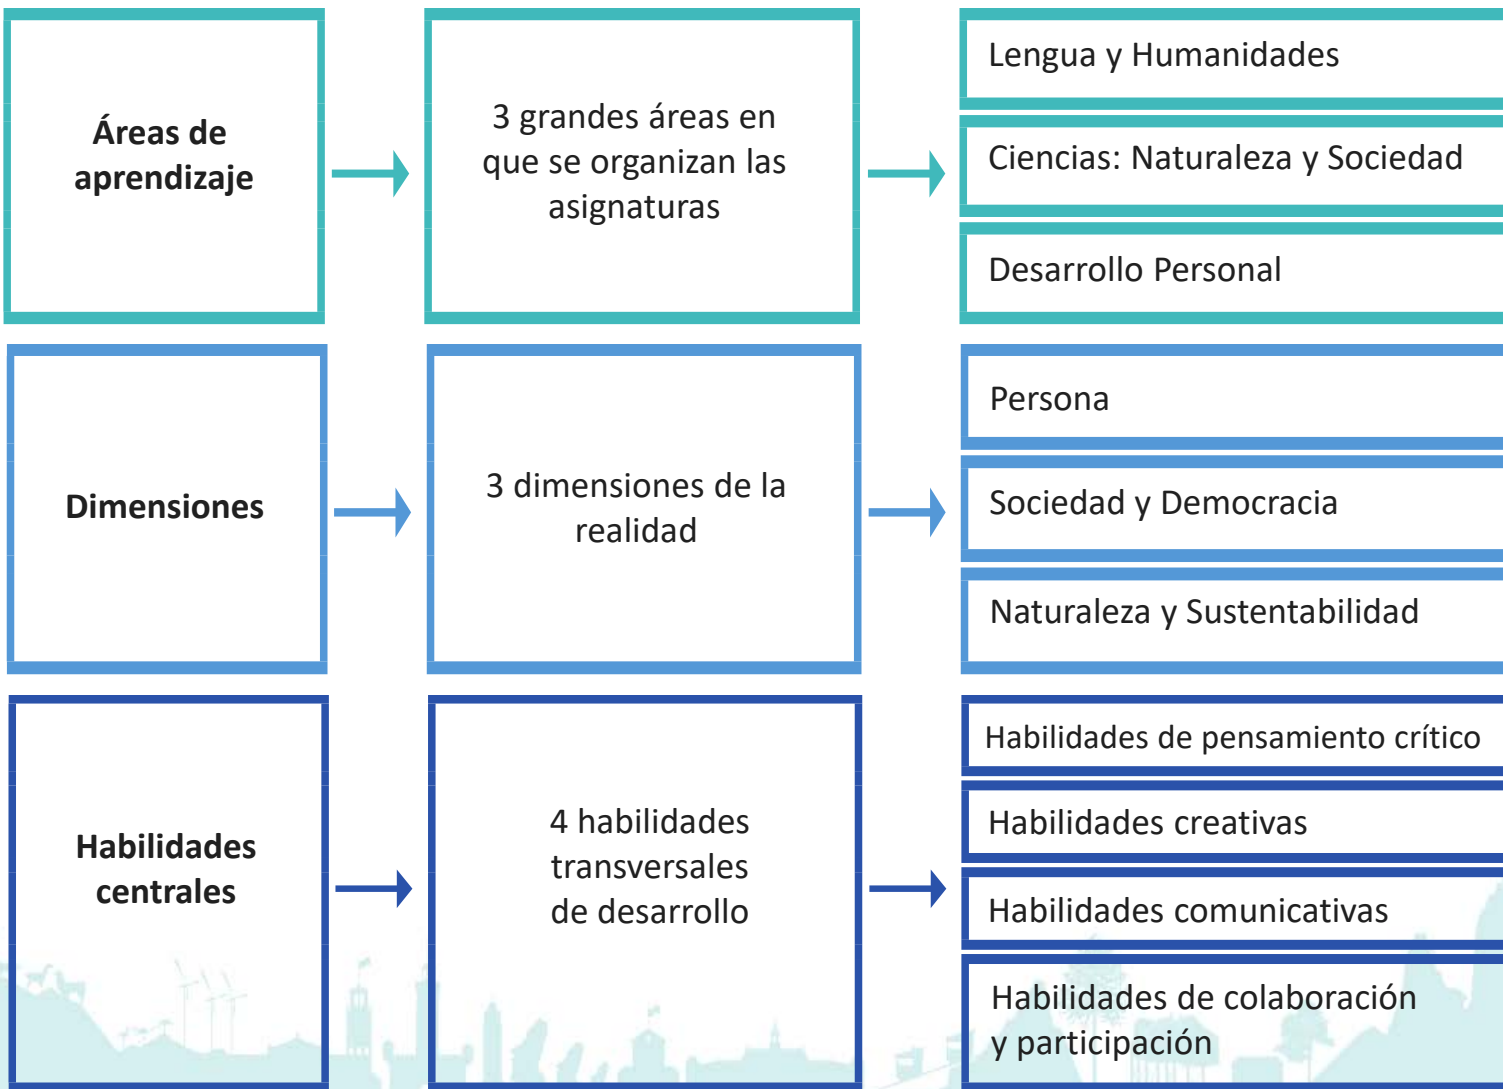 Áreas de
aprendizaje
3 grandes áreas en
que se organizan las
asignaturas
Lengua y Humanidades
Ciencias: Naturaleza y Sociedad
Desarrollo Personal
Dimensiones
3 dimensiones de la
realidad
Persona
Sociedad y Democracia
Naturaleza y Sustentabilidad
Habilidades
centrales
4 habilidades
transversales
de desarrollo
Habilidades de pensamiento crítico
Habilidades creativas
Habilidades comunicativas
Habilidades de colaboración
y participación